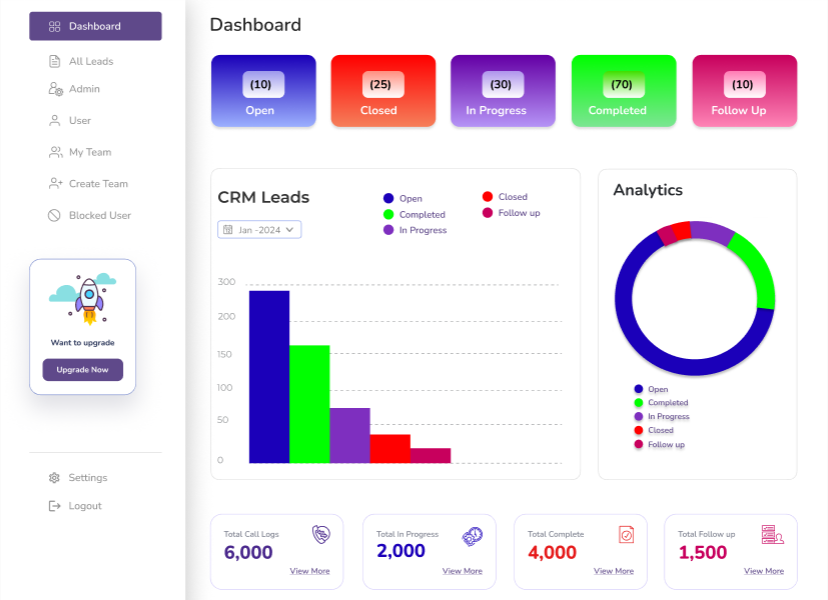 Dashboard
All Leads
Admin
User
My Team
Create Team
Blocked User
Want to upgrade
Upgrade Now
Settings
Logout
Dashboard
(10)
Open
(25)
Closed
(30)
In Progress
(70)
Completed
(10)
Follow Up
CRM Leads
Jan -2024
Open
Completed
In Progress
Closed
Follow up
300
200
150
100
50
0
Analytics
Open
Completed
In Progress
Closed
Follow up
Total Call Logs
6,000
View More
Total In Progress
2,000
View More
Total Complete
4,000
View More
Total Follow up
1,500
View More